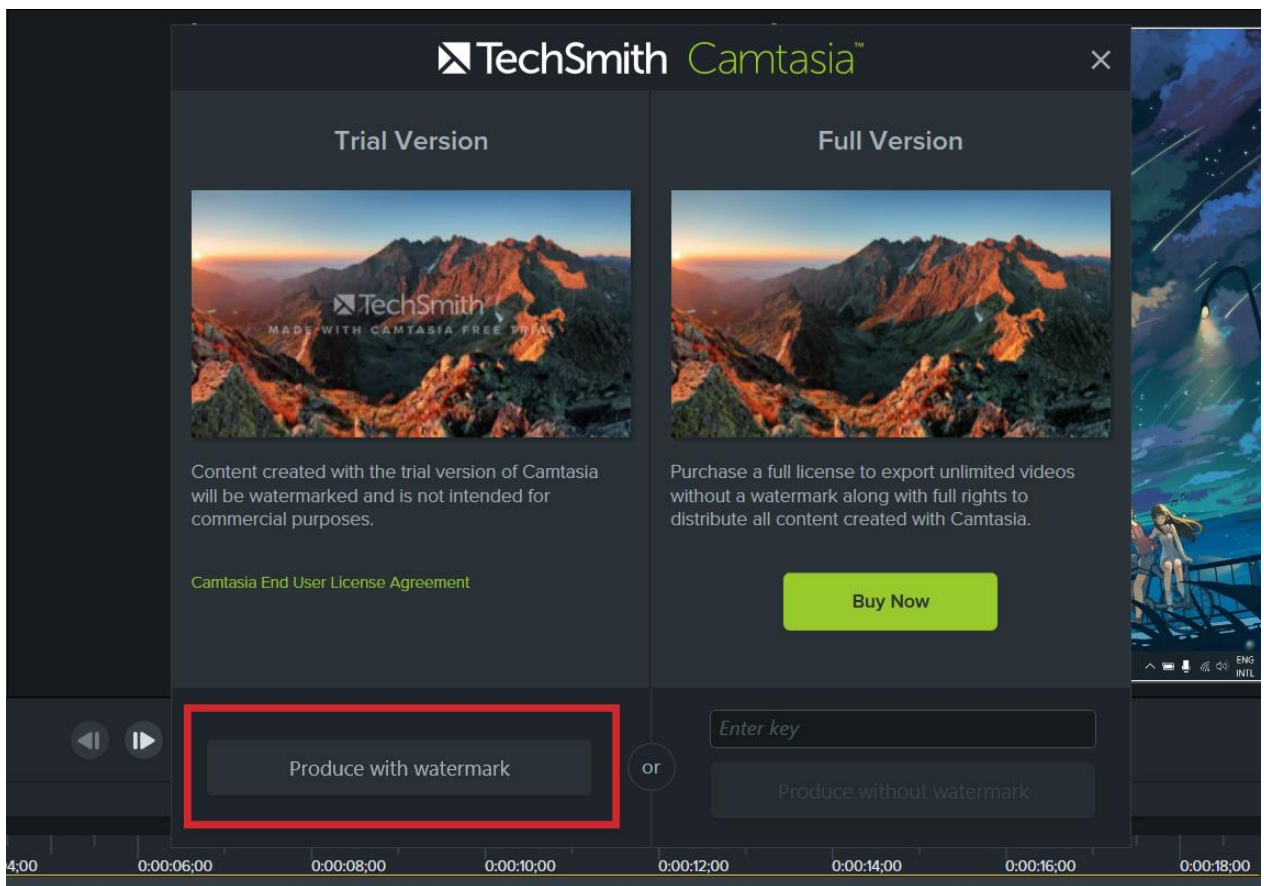 TechSmith Camtasia™
Trial Version
TechSmith
MADE WITH CAMTASIA FREE TRIAL
Content created with the trial version of Camtasia
will be watermarked and is not intended for
commercial purposes.
Camtasia End User License Agreement
Produce with watermark
or
Full Version
Purchase a full license to export unlimited videos
without a watermark along with full rights to
distribute all content created with Camtasia.
Buy Now
Enter key
Produce without watermark
ENG
INTL
4;00 0:00:06;00 0:00:08;00 0:00:10;00 0:00:12;00 0:00:14;00 0:00:16;00 0:00:18;00